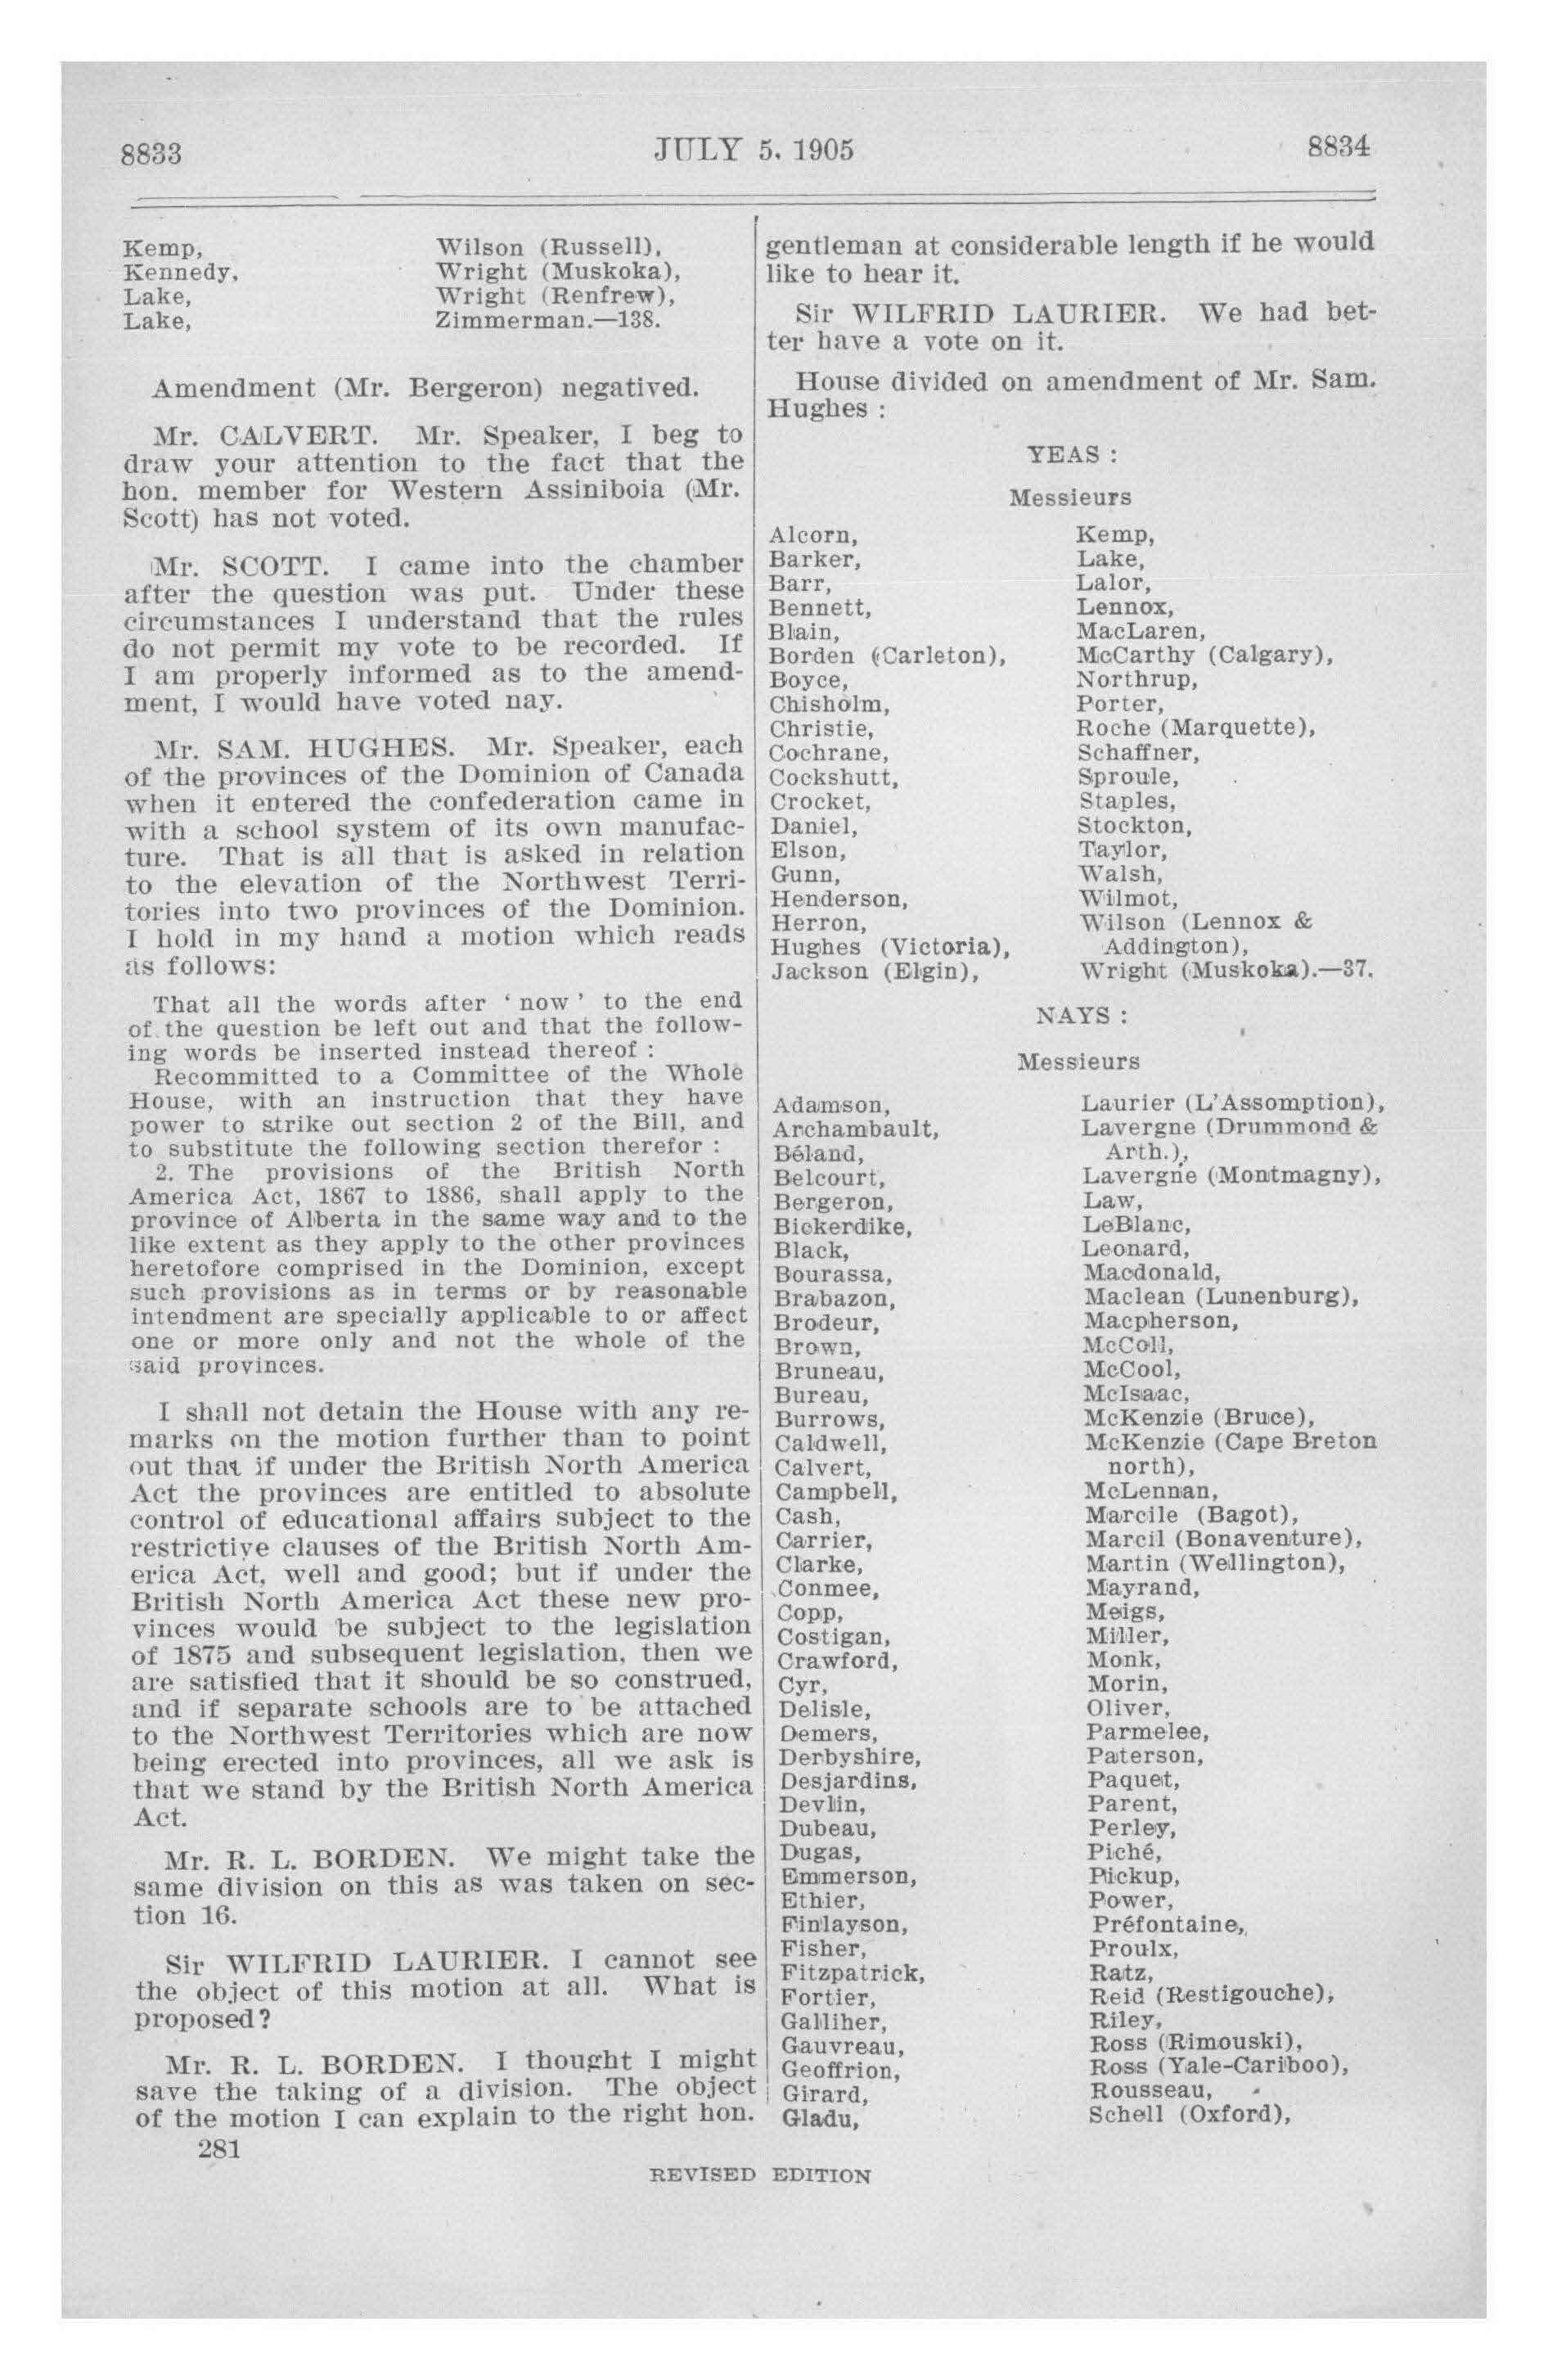 8833
JULY 5, 1905
8834
Kemp,
Kennedy,
Lake,
Lake,
Wilson (Russell),
Wright (Muskoka),
Wright (Renfrew),
Zimmerman.—138.
Amendment (Mr. Bergeron) negatived.
Mr. CALVERT. Mr. Speaker, I beg to
draw your attention to the fact that the
hon. member for Western Assiniboia (Mr.
Scott) has not voted.
Mr. SCOTT. I came into the chamber
after the question was put. Under these
circumstances I understand that the rules
do not permit my vote to be recorded. If
I am properly informed as to the amend-
ment, I would have voted nay.
Mr. SAM. HUGHES. Mr. Speaker, each
of the provinces of the Dominion of Canada
when it entered the confederation came in
with a school system of its own manufac-
ture. That is all that is asked in relation
to the elevation of the Northwest Terri-
tories into two provinces of the Dominion.
I hold in my hand a motion which reads
as follows:
That all the words after ‘ now ’ to the end
of the question be left out and that the follow-
ing words be inserted instead thereof :
Recommitted to a Committee of the Whole
House, with an instruction that they have
power to strike out section 2 of the Bill, and
to substitute the following section therefor :
2. The provisions of the British North
America Act, 1867 to 1886, shall apply to the
province of Alberta in the same way and to the
like extent as they apply to the other provinces
heretofore comprised in the Dominion, except
such provisions as in terms or by reasonable
intendment are specially applicable to or affect
one or more only and not the whole of the
said provinces.
I shall not detain the House with any re-
marks on the motion further than to point
out that if under the British North America
Act the provinces are entitled to absolute
control of educational affairs subject to the
restrictive clauses of the British North Am-
erica Act, well and good; but if under the
British North America Act these new pro-
vinces would be subject to the legislation
of 1875 and subsequent legislation, then we
are satisfied that it should be so construed,
and if separate schools are to be attached
to the Northwest Territories which are now
being erected into provinces, all we ask is
that we stand by the British North America
Act.
Mr. R. L. BORDEN. We might take the
same division on this as was taken on sec-
tion 16.
Sir WILFRID LAURIER. I cannot see
the object of this motion at all. What is
proposed?
Mr. R. L. BORDEN. I thought I might
save the taking of a division. The object
of the motion I can explain to the right hon.
281
gentleman at considerable length if he would
like to hear it.
Sir WILFRID LAURIER. We had bet-
ter have a vote on it.
House divided on amendment of Mr. Sam.
Hughes :
YEAS :
Messieurs
Alcorn,
Barker,
Barr,
Bennett,
Blain,
Borden (Carleton),
Boyce,
Chisholm,
Christie,
Cochrane,
Cockshutt,
Crocket,
Daniel,
Elson,
Gunn,
Henderson,
Herron,
Hughes (Victoria),
Jackson (Elgin),
Kemp,
Lake,
Lalor,
Lennox,
MacLaren,
McCarthy (Calgary),
Northrup,
Porter,
Roche (Marquette),
Schaffner,
Sproule,
Staples,
Stockton,
Taylor,
Walsh,
Wilmot,
Wilson (Lennox &
Addington),
Wright (Muskoka).—37.
NAYS :
Messieurs
Adamson,
Archambault,
Béland,
Belcourt,
Bergeron,
Bickerdike,
Black,
Bourassa,
Brabazon,
Brodeur,
Brown,
Bruneau,
Bureau,
Burrows,
Caldwell,
Calvert,
Campbell,
Cash,
Carrier,
Clarke,
Conmee,
Copp,
Costigan,
Crawford,
Cyr,
Delisle,
Demers,
Derbyshire,
Desjardins,
Devlin,
Dubeau,
Dugas,
Emmerson,
Ethier,
Finlayson,
Fisher,
Fitzpatrick,
Fortier,
Galliher,
Gauvreau,
Geoffrion,
Girard,
Gladu,
Laurier (L'Assomption),
Lavergne (Drummond &
Arth.),
Lavergne (Montmagny),
Law,
LeBlanc,
Leonard,
Macdonald,
Maclean (Lunenburg),
Macpherson,
McColl,
McCool,
McIsaac,
McKenzie (Bruce),
McKenzie (Cape Breton
north),
McLennan,
Marcile (Bagot),
Marcil (Bonaventure),
Martin (Wellington),
Mayrand,
Meigs,
Miller,
Monk,
Morin,
Oliver,
Parmelee,
Paterson,
Paquet,
Parent,
Perley,
Piché,
Pickup,
Power,
Préfontaine,
Proulx,
Ratz,
Reid (Restigouche),
Riley,
Ross (Rimouski),
Ross (Yale-Cariboo),
Rousseau,
Schell (Oxford),
REVISED EDITION